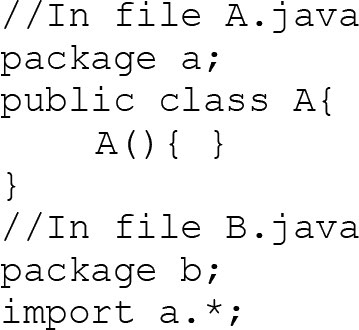 //In file A.java
package a;
public class A{
    A(){ }
}
//In file B.java
package b;
import a.*;